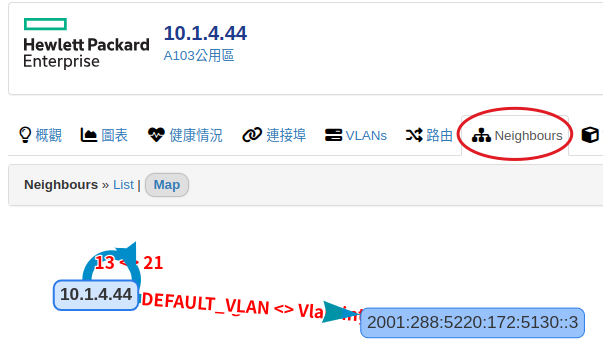 Hewlett Packard
Enterprise
10.1.4.44
A103公用區
概觀 圖表 健康情況 連接埠 VLANs 路由 Neighbours
Neighbours » List | Map
13 <> 21
10.1.4.44
DEFAULT_VLAN <>
2001:288:5220:172:5130::3